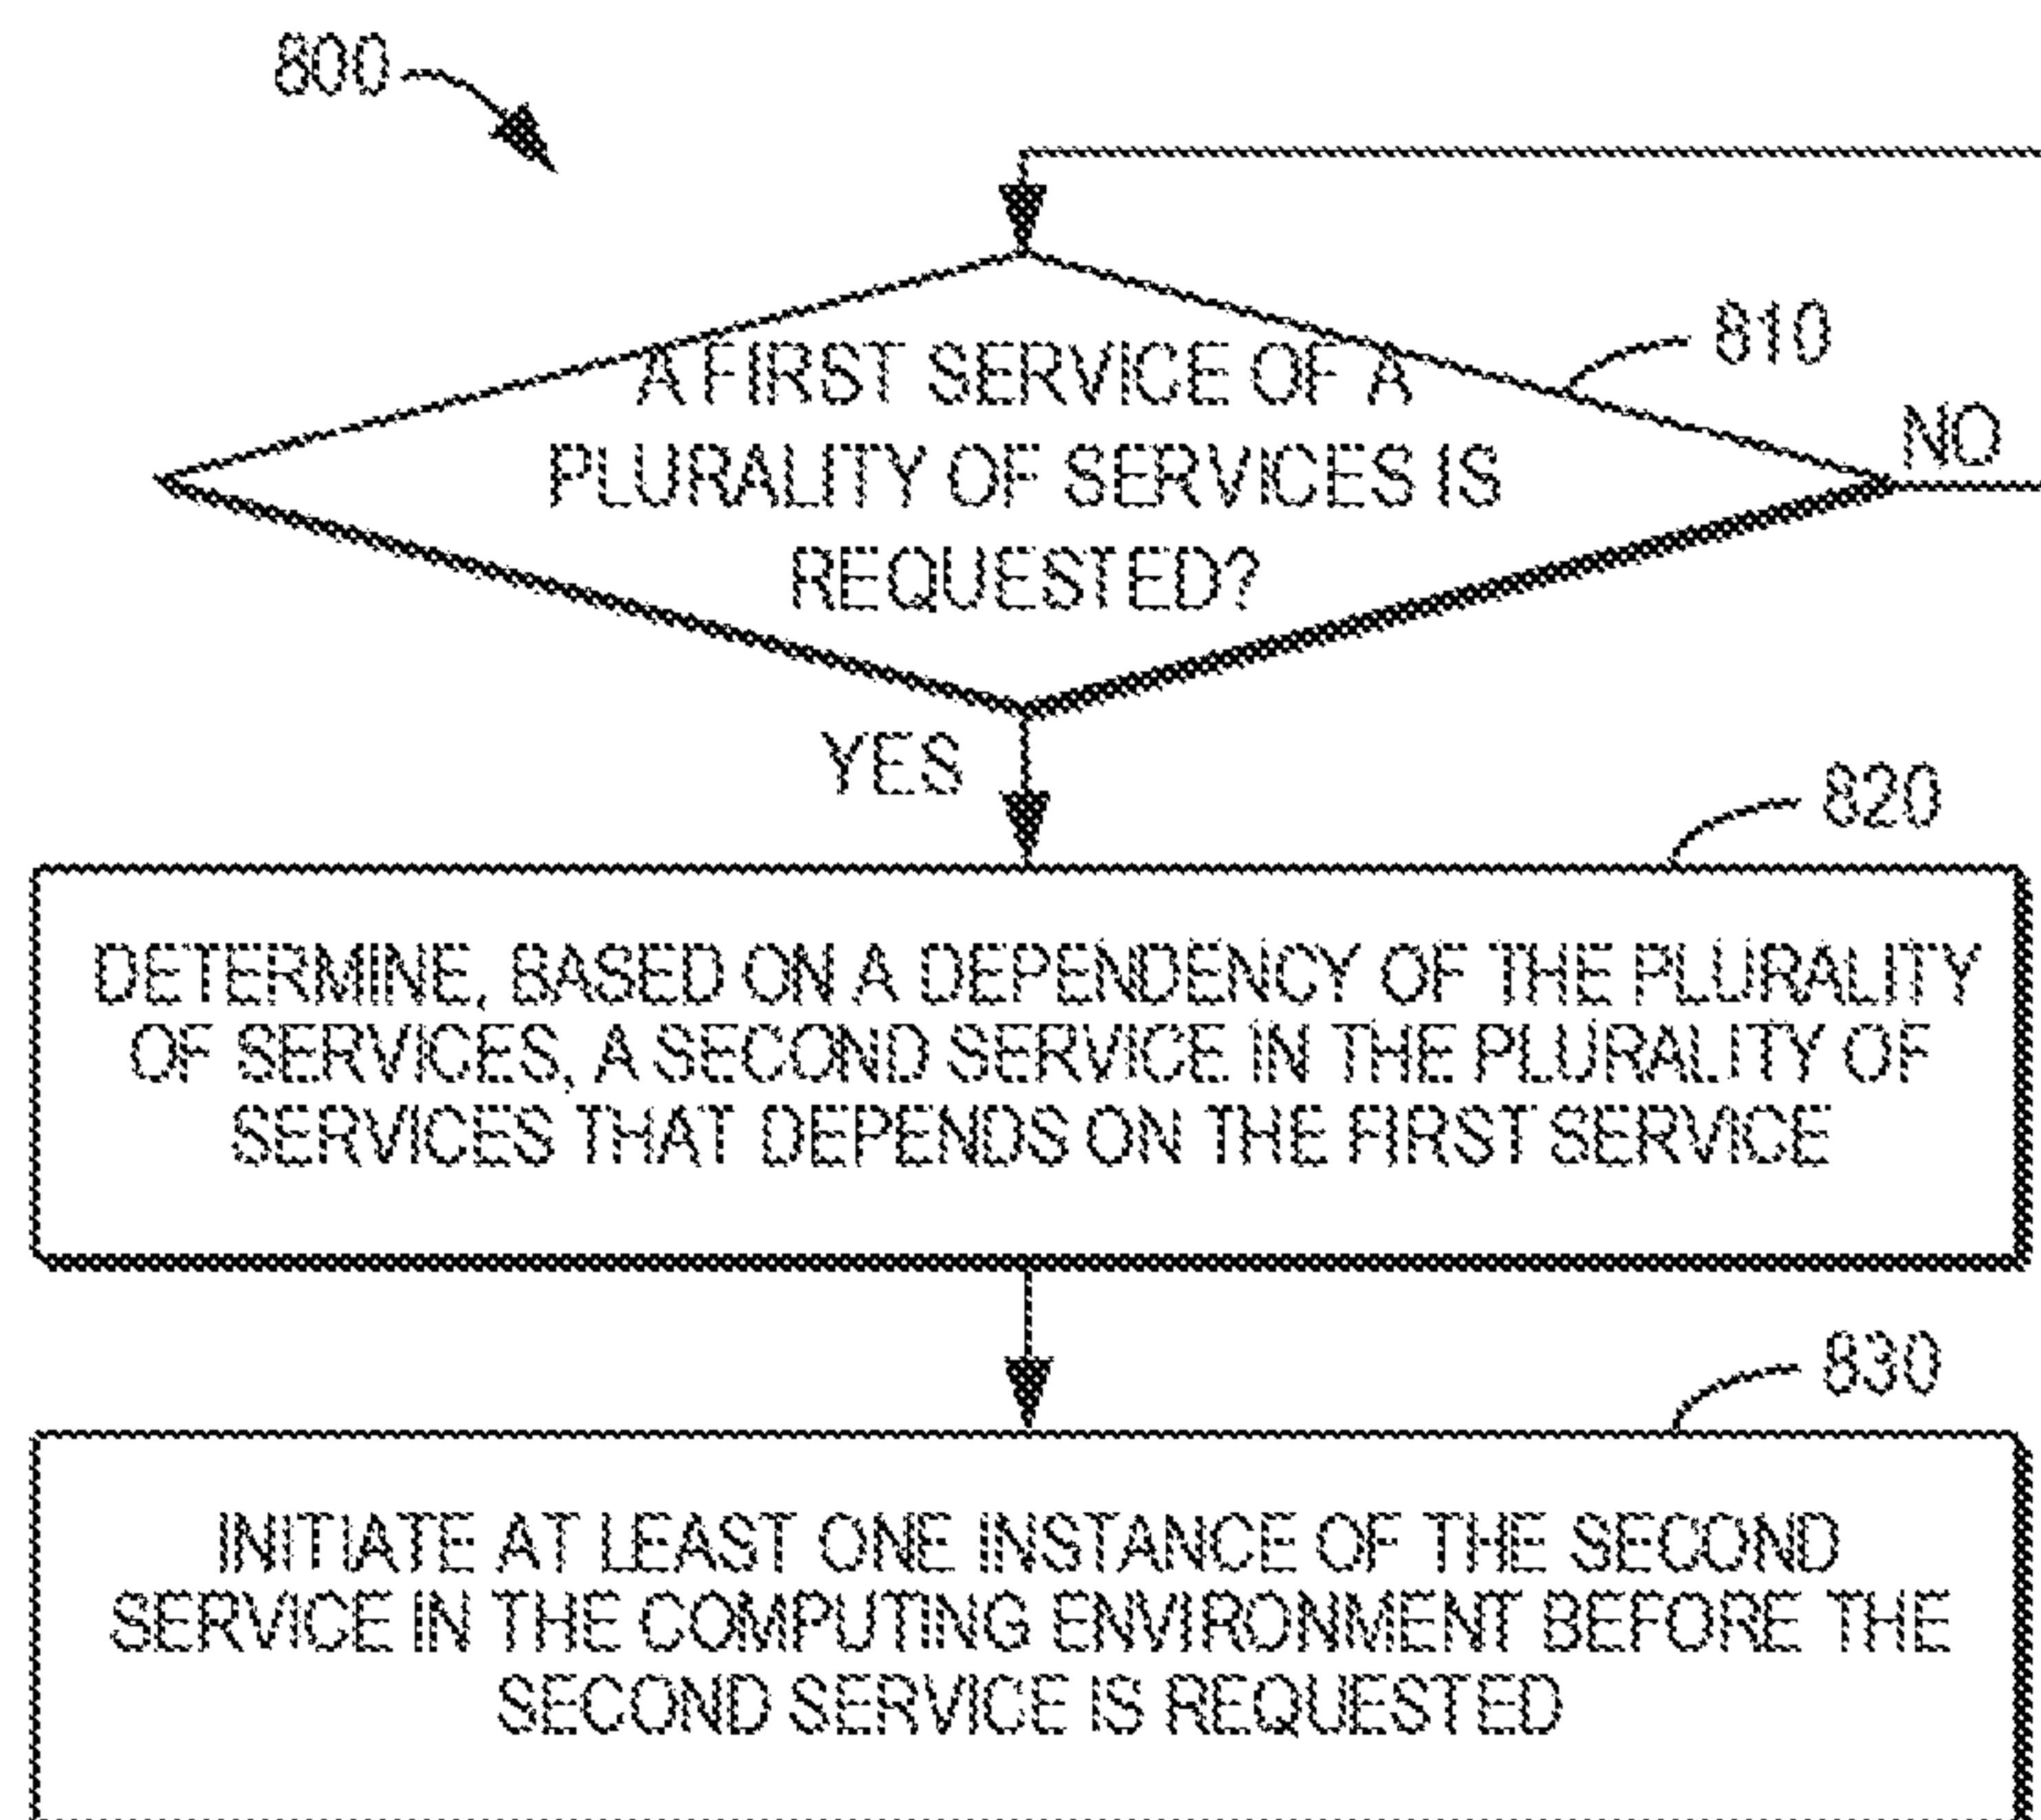 800
A FIRST SERVICE OF A
810
PLURALITY OF SERVICES IS
NO
REQUESTED?
YES
820
DETERMINE, BASED ON A DEPENDENCY OF THE PLURALITY
OF SERVICES, A SECOND SERVICE IN THE PLURALITY OF
SERVICES THAT DEPENDS ON THE FIRST SERVICE
830
INITIATE AT LEAST ONE INSTANCE OF THE SECOND
SERVICE IN THE COMPUTING ENVIRONMENT BEFORE THE
SECOND SERVICE IS REQUESTED